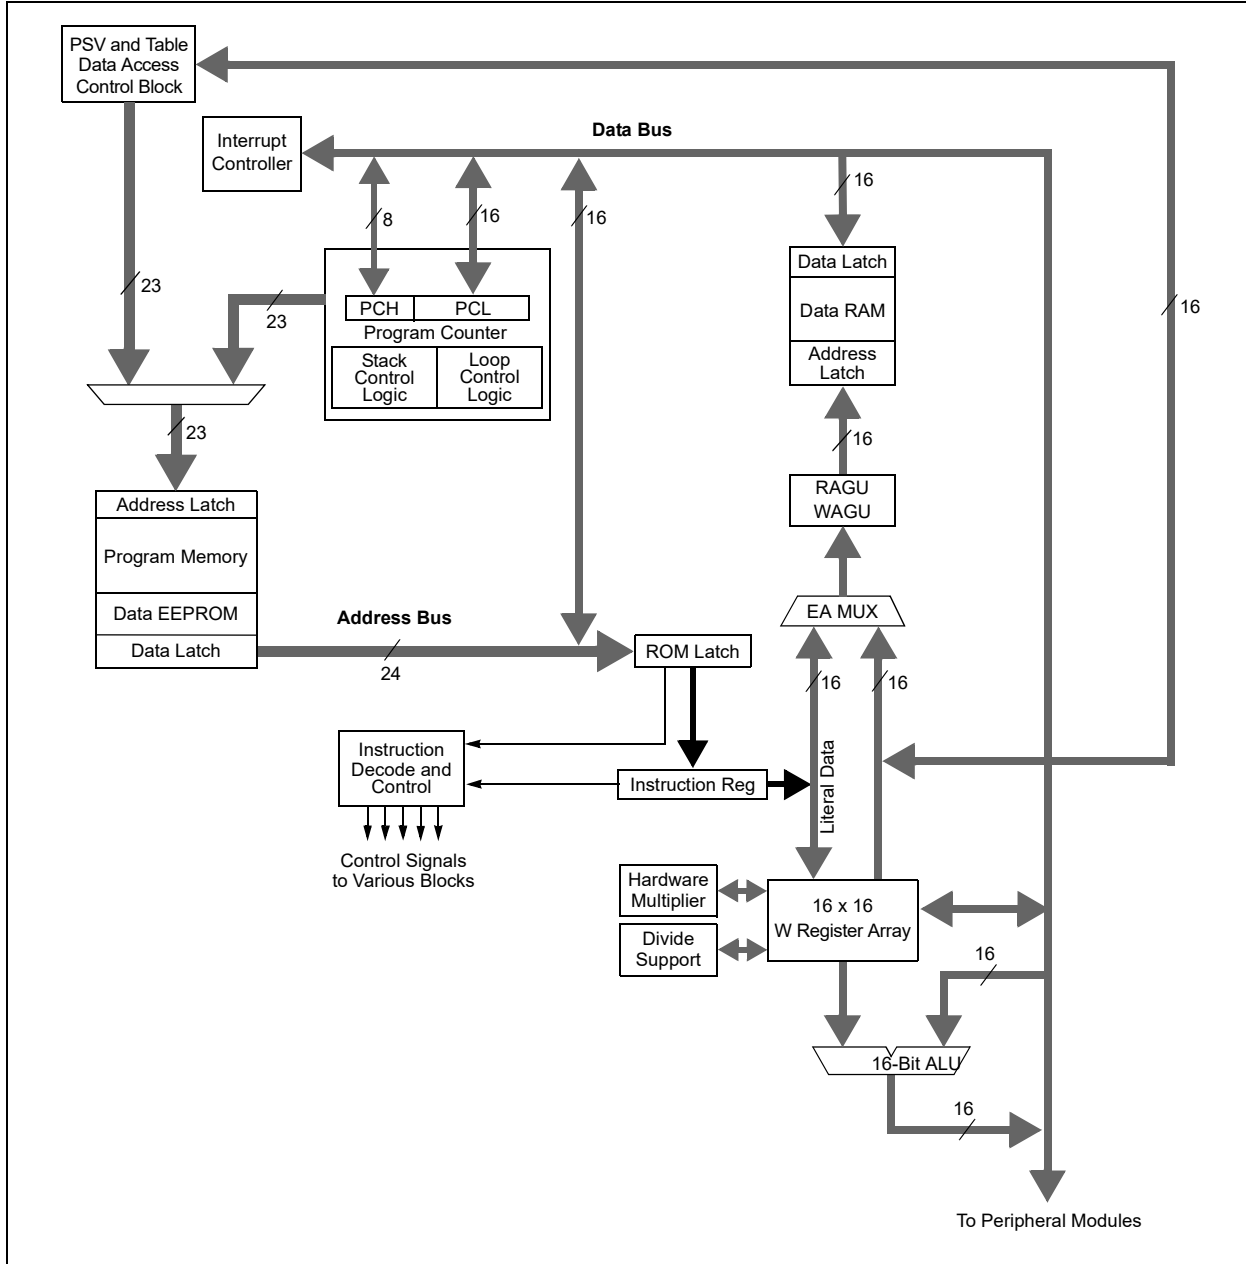 PSV and Table
Data Access
Control Block
Interrupt
Controller
Data Bus
16
8
16
16
Data Latch
Data RAM
Address
Latch
23
23
16
PCH
PCL
Program Counter
Stack
Control
Logic
Loop
Control
Logic
23
16
RAGU
WAGU
Address Latch
Program Memory
Data EEPROM
Data Latch
Address Bus
24
EA MUX
ROM Latch
16
16
Instruction
Decode and
Control
Instruction Reg
Literal Data
Control Signals
to Various Blocks
Hardware
Multiplier
16 x 16
W Register Array
Divide
Support
16
16-Bit ALU
16
To Peripheral Modules